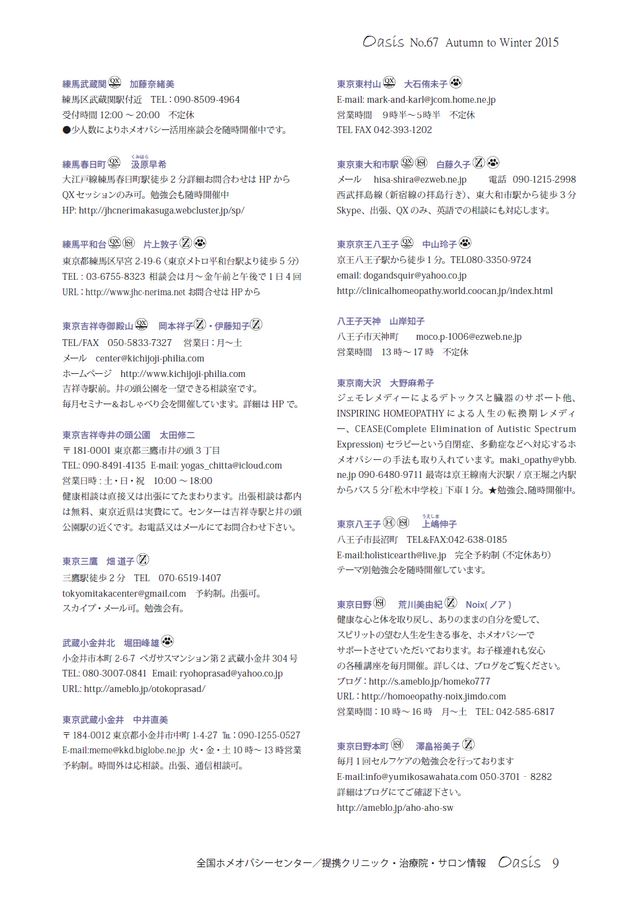 Oasis No.67 Autumn to Winter 2015
練馬武蔵関 QX 加藤奈緒美
練馬区武蔵関駅付近 TEL：090-8509-4964
受付時間 12:00 ～ 20:00 不定休
●少人数によりホメオパシー活用座談会を随時開催中です。
練馬春日町 QX 汲原早希
くみはら
大江戸線練馬春日町駅徒歩 2 分詳細お問合わせは HP から
QX セッションのみ可。勉強会も随時開催中
HP: http://jhcnerimakasuga.webcluster.jp/sp/
練馬平和台 QX 片上敦子 Z
東京都練馬区早宮 2-19-6（東京メトロ平和台駅より徒歩 5 分）
TEL：03-6755-8323 相談会は月～金午前と午後で 1 日 4 回
URL：http://www.jhc-nerima.net お問合せは HP から
東京吉祥寺御殿山 QX 岡本祥子 Z・伊藤知子 Z
TEL/FAX 050-5833-7327 営業日：月～土
メール center@kichijoji-philia.com
ホームページ http://www.kichijoji-philia.com
吉祥寺駅前。井の頭公園を一望できる相談室です。
毎月セミナー＆おしゃべり会を開催しています。詳細は HP で。
東京吉祥寺井の頭公園 太田修二
〒181-0001 東京都三鷹市井の頭 3 丁目
TEL: 090-8491-4135 E-mail: yogas_chitta@icloud.com
営業日時：土・日・祝 10:00 ～ 18:00
健康相談は直接又は出張にてたまわります。出張相談は都内
は無料、東京近県は実費にて。センターは吉祥寺駅と井の頭
公園駅の近くです。お電話又はメールにてお問合わせ下さい。
東京三鷹 畑 道子 Z
三鷹駅徒歩 2 分 TEL 070-6519-1407
tokyomitakacenter@gmail.com 予約制。出張可。
スカイプ・メール可。勉強会有。
武蔵小金井北 堀田峰雄
小金井市本町 2-6-7 ペガサスマンション第 2 武蔵小金井 304 号
TEL: 080-3007-0841 Email: ryohoprasad@yahoo.co.jp
URL: http://ameblo.jp/otokoprasad/
東京武蔵小金井 中井直美
〒184-0012 東京都小金井市中町 1-4-27 ℡：090-1255-0527
E-mail:meme@kkd.biglobe.ne.jp 火・金・土 10 時～ 13 時営業
予約制。時間外は応相談。出張、通信相談可。
東京東村山 QX 大石侑未子
E-mail: mark-and-karl@jcom.home.ne.jp
営業時間 9 時半～ 5 時半 不定休
TEL FAX 042-393-1202
東京東大和市駅 QX 白藤久子 Z
メール hisa-shira@ezweb.ne.jp 電話 090-1215-2998
西武拝島線（新宿線の拝島行き）、東大和市駅から徒歩 3 分
Skype、出張、QX のみ、英語での相談にも対応します。
東京京王八王子 QX 中山玲子
京王八王子駅から徒歩 1 分。TEL080-3350-9724
email: dogandsquir@yahoo.co.jp
http://clinicalhomeopathy.world.coocan.jp/index.html
八王子天神 山岸知子
八王子市天神町 moco.p-1006@ezweb.ne.jp
営業時間 13 時～ 17 時 不定休
東京南大沢 大野麻希子
ジェモレメディーによるデトックスと臓器のサポート他、
INSPIRING HOMEOPATHY による人生の転換期レメディ
ー、CEASE(Complete Elimination of Autistic Spectrum
Expression) セラピーという自閉症、多動症などへ対応するホ
メオパシーの手法も取り入れています。maki_opathy@ybb.
ne.jp 090-6480-9711 最寄は京王線南大沢駅 / 京王堀之内駅
からバス 5 分「松木中学校」下車 1 分。★勉強会、随時開催中。
東京八王子 H 上嶋伸子
うえしま
八王子市長沼町 TEL&FAX:042-638-0185
E-mail:holisticearth@live.jp 完全予約制（不定休あり）
テーマ別勉強会を随時開催しています。
東京日野 荒川美由紀 Z Noix( ノア )
健康な心と体を取り戻し、ありのままの自分を愛して、
スピリットの望む人生を生きる事を、ホメオパシーで
サポートさせていただいております。お子様連れも安心
の各種講座を毎月開催。詳しくは、ブログをご覧ください。
ブログ：http://s.ameblo.jp/homeko777
URL：http://homoeopathy-noix.jimdo.com
営業時間：10 時～ 16 時 月～土 TEL: 042-585-6817
東京日野本町 澤畠裕美子 Z
毎月 1 回セルフケアの勉強会を行っております
E-mail:info@yumikosawahata.com 050-3701‐8282
詳細はブログにてご確認下さい。
http://ameblo.jp/aho-aho-sw
全国ホメオパシーセンター／提携クリニック・治療院・サロン情報 Oasis 9